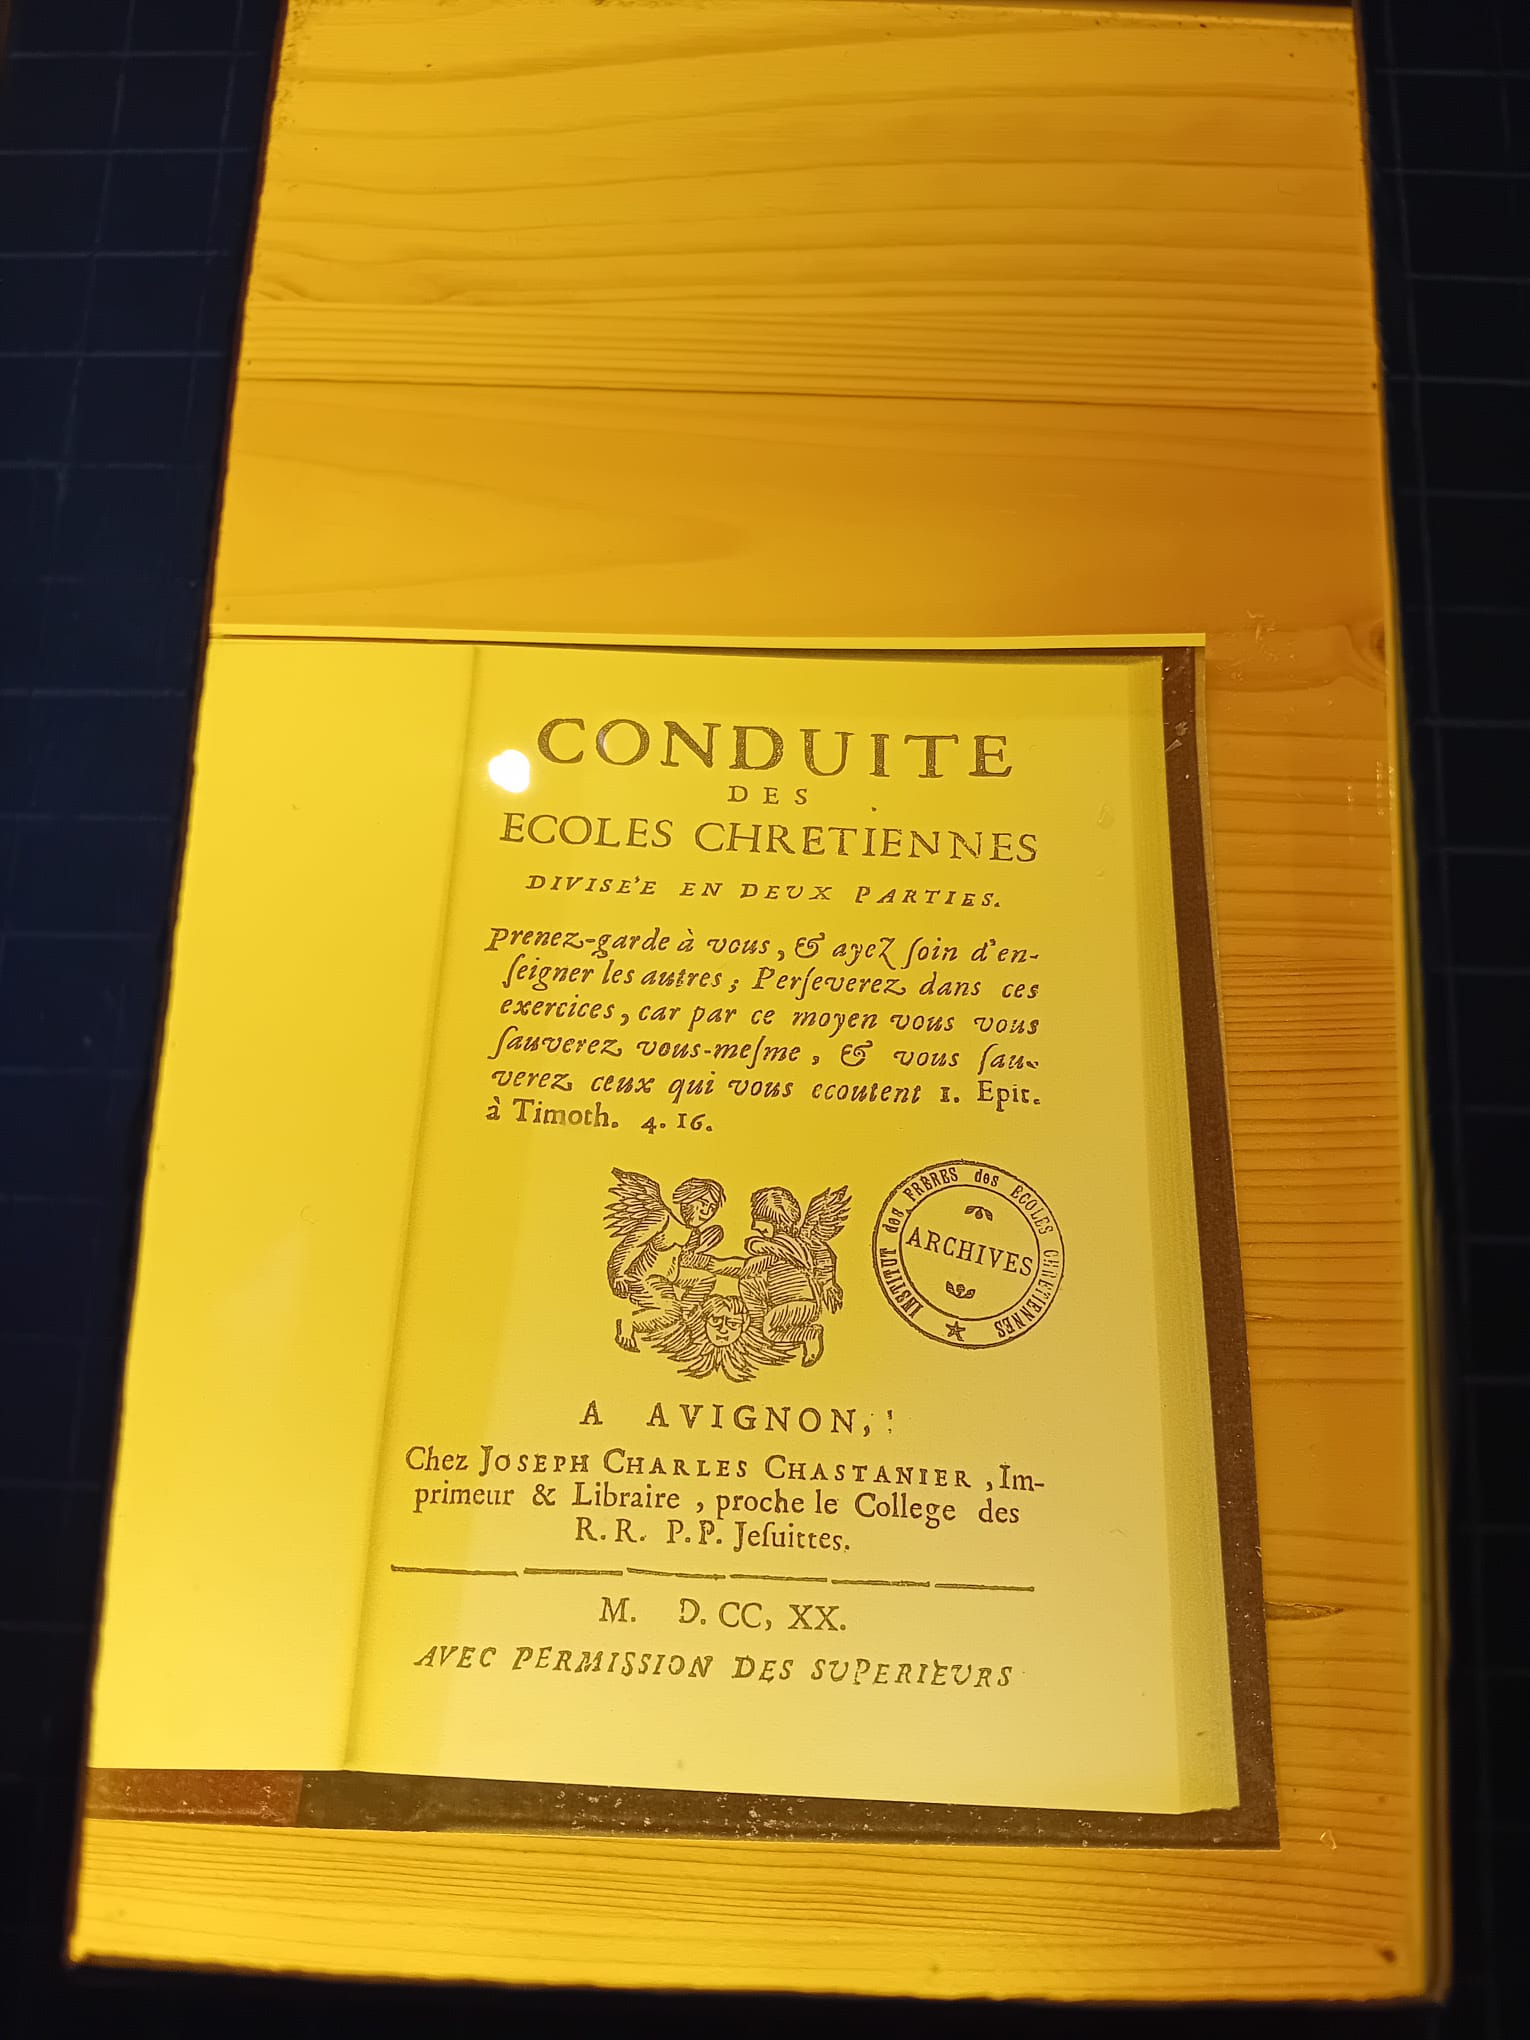 CONDUITE
DES
ECOLES CHRETIENNES
DIVISE'E EN DEUX PARTIES.
Prenez-garde à vous, & ayez ſoin d'en-
ſeigner les autres; Perſeverez dans ces
exercices, car par ce moyen vous vous
ſauverez vous-meſme, & vous ſau-
verez ceux qui vous ecoutent 1. Epit.
à Timoth. 4. 16.
INSTITUT des FRÈRES des ECOLES CHRETIENNES
ARCHIVES
A AVIGNON,
Chez JOSEPH CHARLES CHASTANIER, Im-
primeur & Libraire, proche le College des
R. R. P. P. Jeſuittes.
M. D. CC, XX.
AVEC PERMISSION DES SUPERIEURS